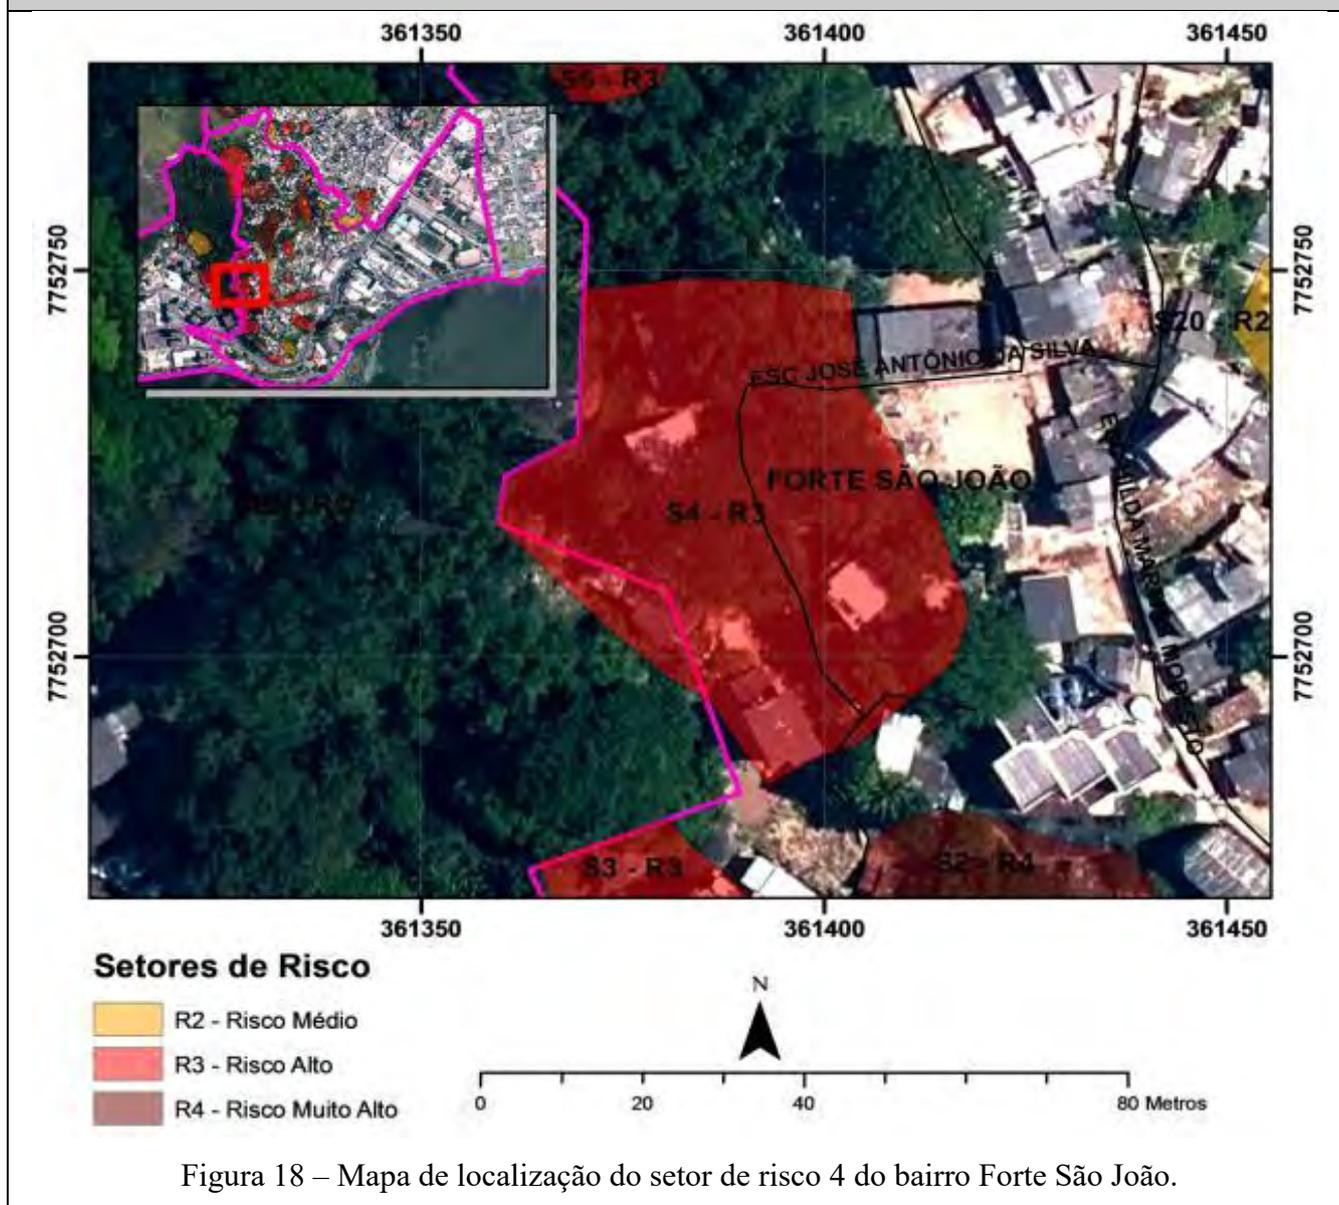 361350
361400
361450
S5 - R3
7752750
7752750
S20 - R2
ESC JOSÉ ANTÔNIO DA SILVA
FORTE SÃO JOÃO
CENTRO
S4 - R3
7752700
7752700
MODESTO
S3 - R3
S2 - R4
361350
361400
361450
Setores de Risco
R2 - Risco Médio
R3 - Risco Alto
R4 - Risco Muito Alto
N
0
20
40
80 Metros
Figura 18 – Mapa de localização do setor de risco 4 do bairro Forte São João.